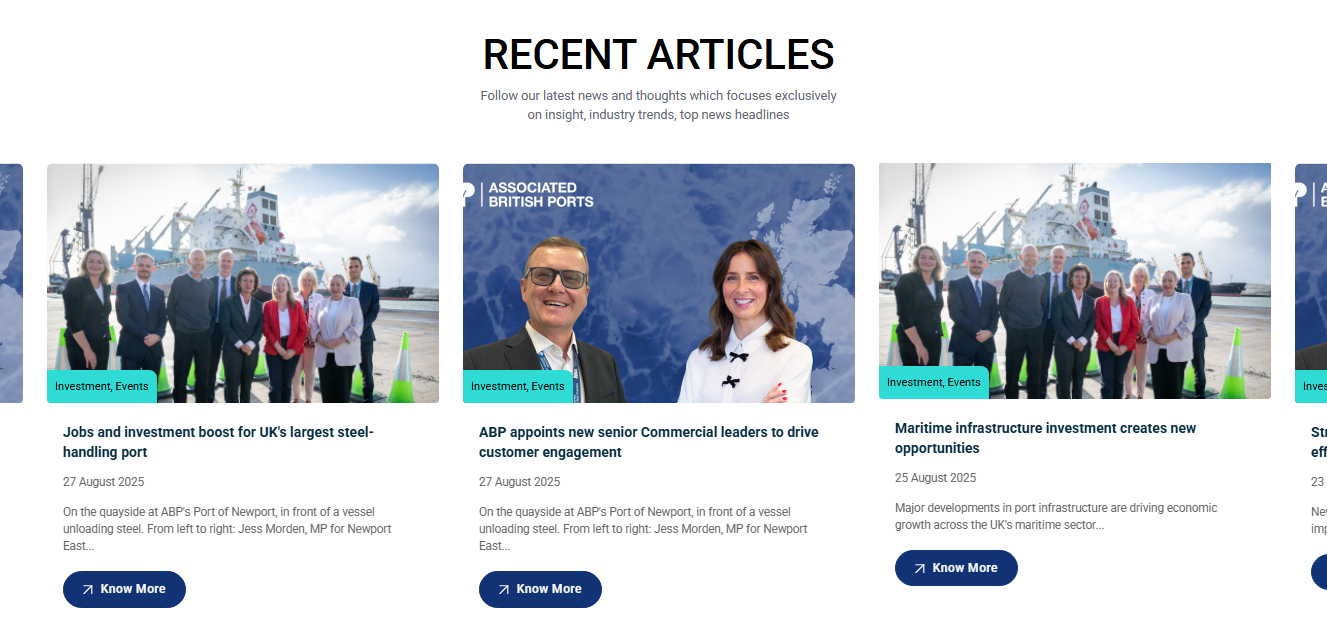 RECENT ARTICLES
Follow our latest news and thoughts which focuses exclusively
on insight, industry trends, top news headlines
Investment, Events
Jobs and investment boost for UK's largest steel-
handling port
27 August 2025
On the quayside at ABP's Port of Newport, in front of a vessel
unloading steel. From left to right: Jess Morden, MP for Newport
East...
Know More
ASSOCIATED
BRITISH PORTS
Investment, Events
ABP appoints new senior Commercial leaders to drive
customer engagement
27 August 2025
On the quayside at ABP's Port of Newport, in front of a vessel
unloading steel. From left to right: Jess Morden, MP for Newport
East...
Know More
Investment, Events
Maritime infrastructure investment creates new
opportunities
25 August 2025
Major developments in port infrastructure are driving economic
growth across the UK's maritime sector...
Know More
23